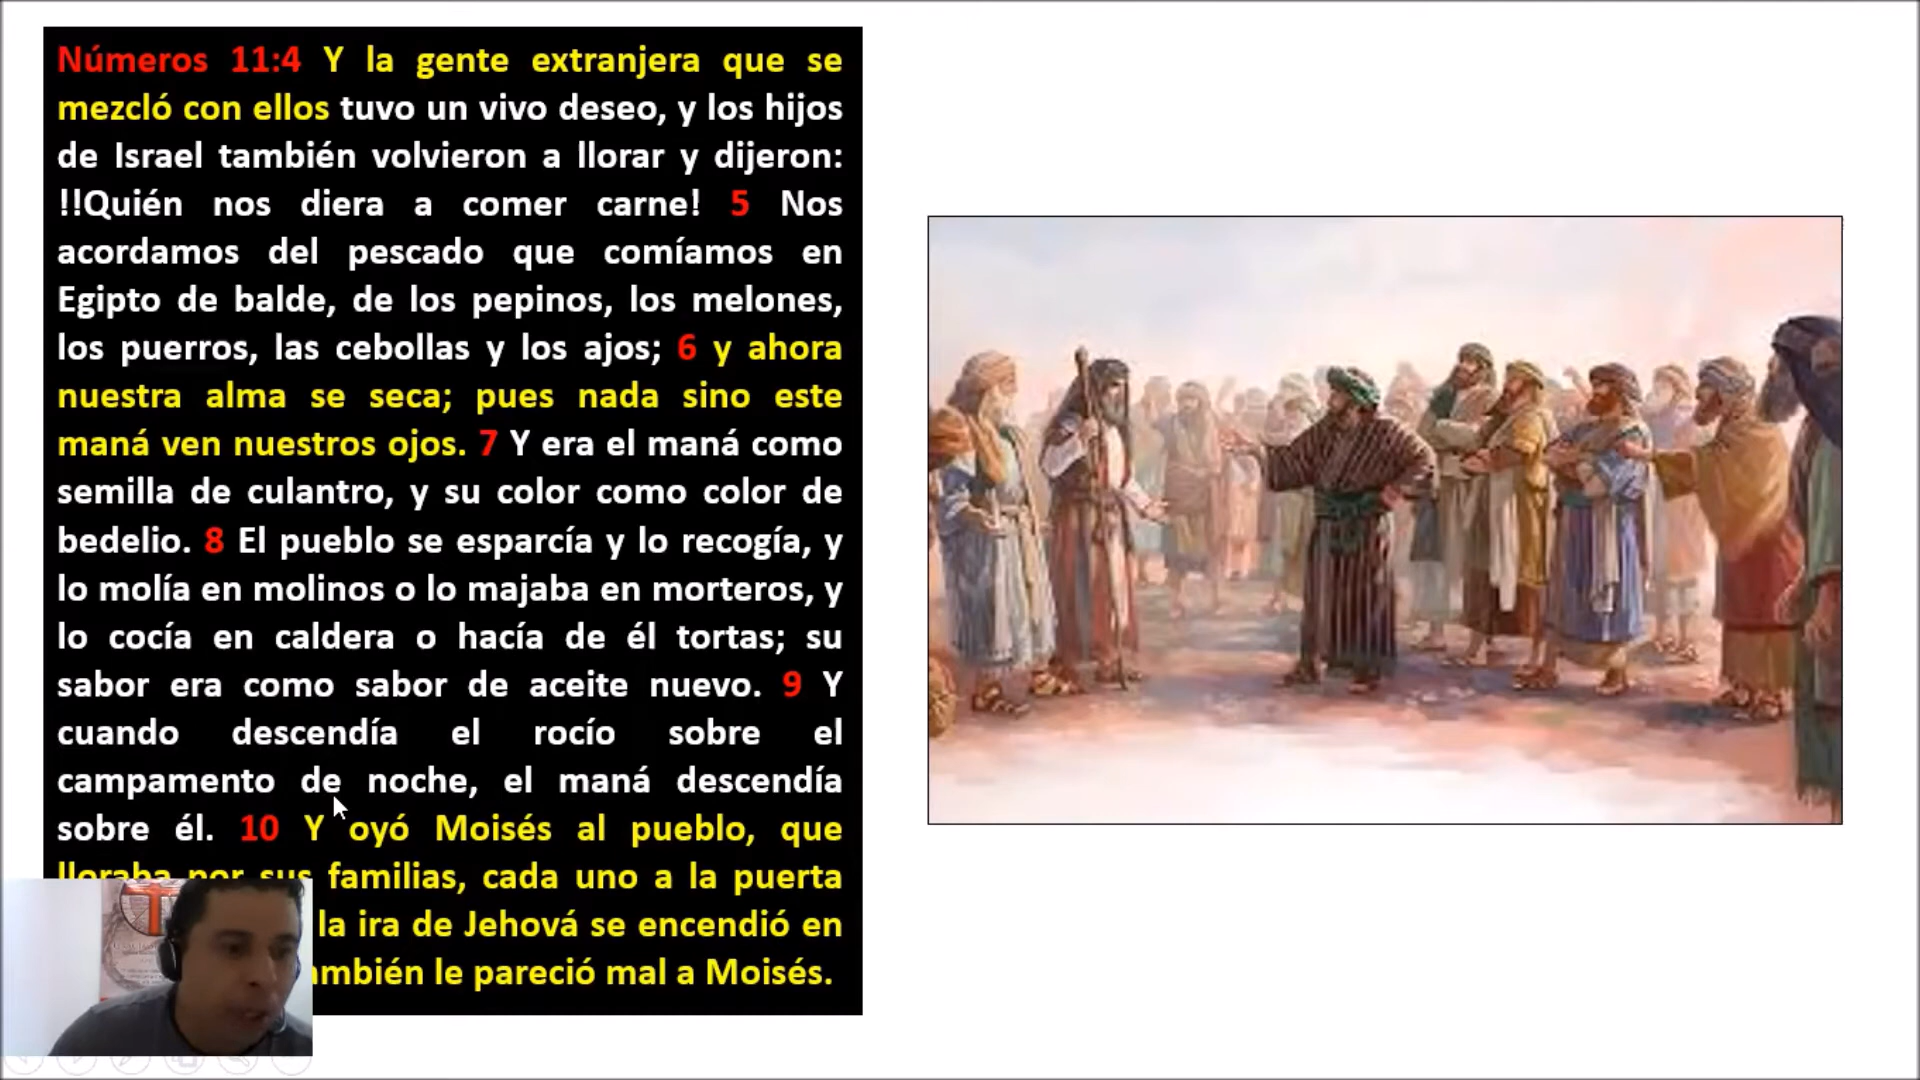 Números 11:4 Y la gente extranjera que se
mezcló con ellos tuvo un vivo deseo, y los hijos
de Israel también volvieron a llorar y dijeron:
!!Quién nos diera a comer carne! 5 Nos
acordamos del pescado que comíamos en
Egipto de balde, de los pepinos, los melones,
los puerros, las cebollas y los ajos; 6 y ahora
nuestra alma se seca; pues nada sino este
maná ven nuestros ojos. 7 Y era el maná como
semilla de culantro, y su color como color de
bedelio. 8 El pueblo se esparcía y lo recogía, y
lo molía en molinos o lo majaba en morteros, y
lo cocía en caldera o hacía de él tortas; su
sabor era como sabor de aceite nuevo. 9 Y
cuando descendía el rocío sobre el
campamento de noche, el maná descendía
sobre él. 10 Y oyó Moisés al pueblo, que
lloraba por sus familias, cada uno a la puerta
la ira de Jehová se encendió en
le pareció mal a Moisés.